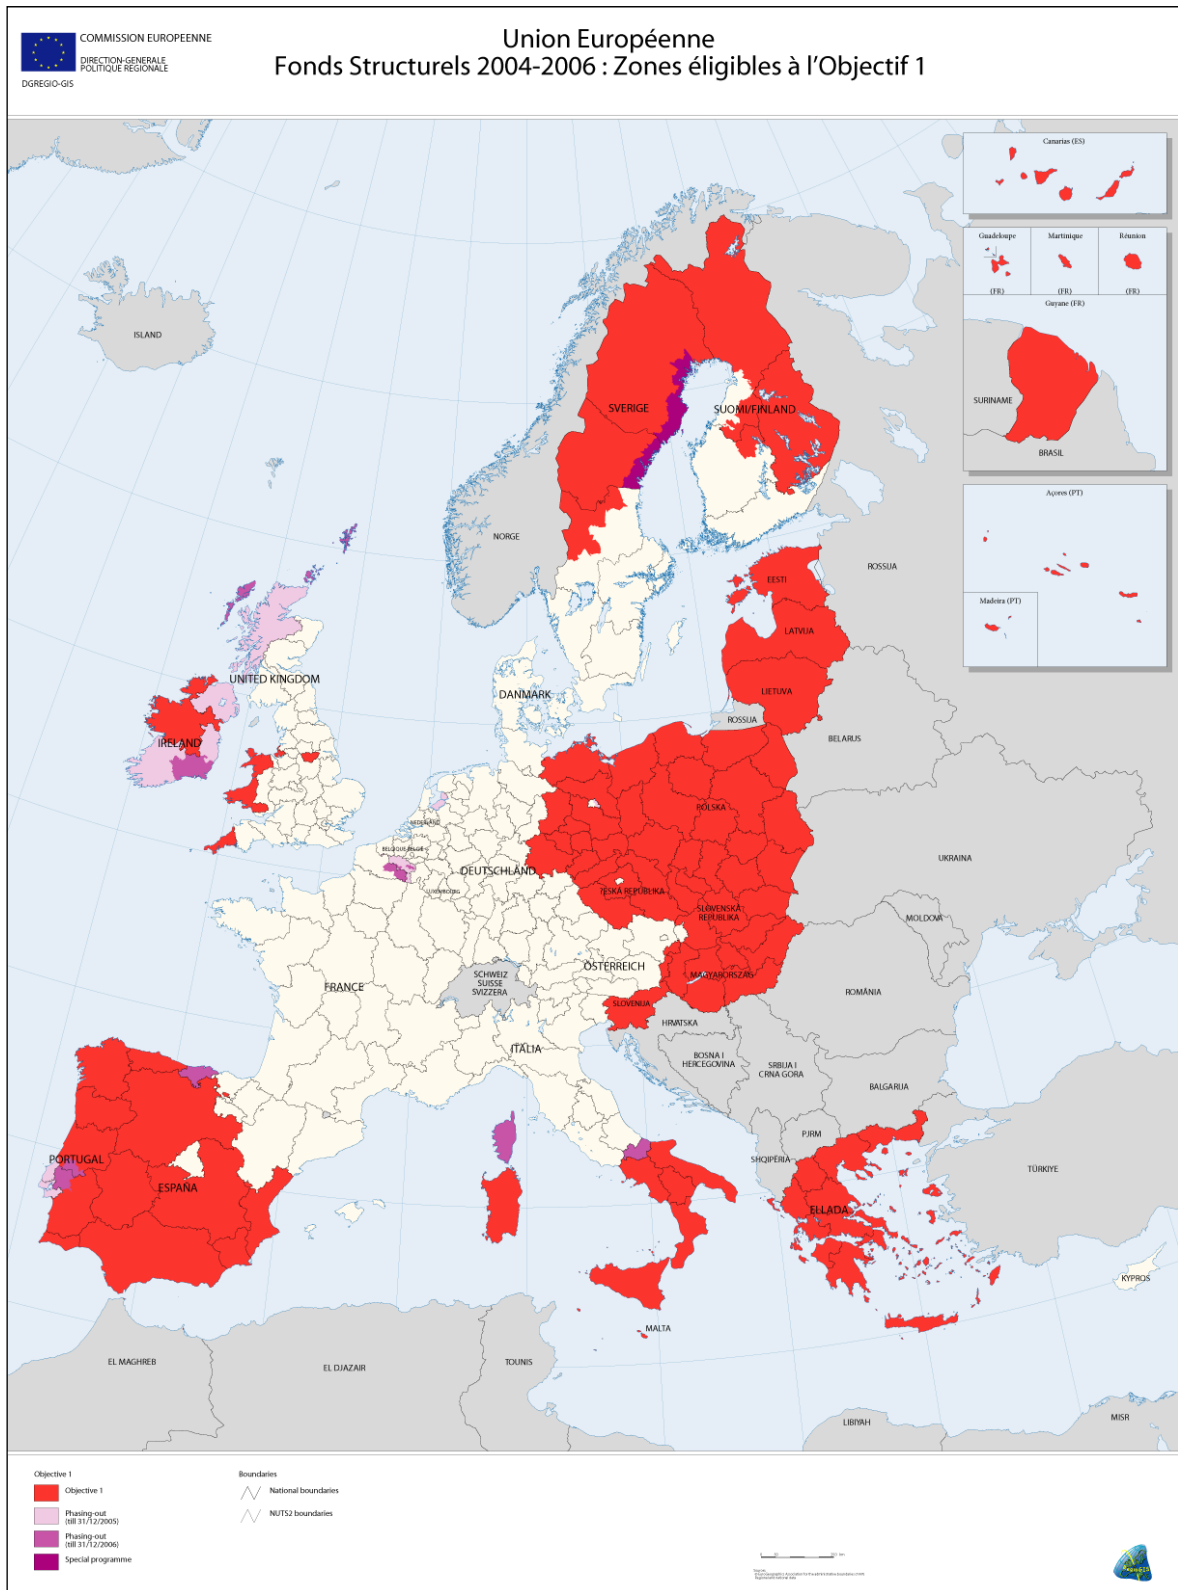 COMMISSION EUROPEENNE
DIRECTION-GENERALE
POLITIQUE REGIONALE
DGREGIO-GIS
Union Européenne
Fonds Structurels 2004-2006 : Zones éligibles à l'Objectif 1
Canarias (ES)
Guadeloupe
Martinique
Réunion
(FR)
(FR)
(FR)
Guyane (FR)
SURINAME
BRASIL
Açores (PT)
Madeira (PT)
ISLAND
SVERIGE
SUOMI/FINLAND
NORGE
ROSSIJA
EESTI
LATVIJA
LIETUVA
ROSSIJA
BELARUS
UNITED KINGDOM
DANMARK
IRELAND
NEDERLAND
POLSKA
BELGIQUE-BELGIË
DEUTSCHLAND
LUXEMBOURG
ČESKÁ REPUBLIKA
SLOVENSKÁ
REPUBLIKA
UKRAINA
MOLDOVA
ÖSTERREICH
MAGYARORSZÁG
SCHWEIZ
SUISSE
SVIZZERA
FRANCE
SLOVENIJA
ROMÂNIA
HRVATSKA
ITALIA
BOSNA I
HERCEGOVINA
SRBIJA I
CRNA GORA
BALGARIJA
PJRM
SHQIPËRIA
PORTUGAL
ESPAÑA
TÜRKIYE
ELLADA
KYPROS
MALTA
EL MAGHREB
EL DJAZAIR
TOUNIS
LIBIYAH
MISR
Objective 1
Objective 1
Phasing-out
(till 31/12/2005)
Phasing-out
(till 31/12/2006)
Special programme
Boundaries
National boundaries
NUTS2 boundaries